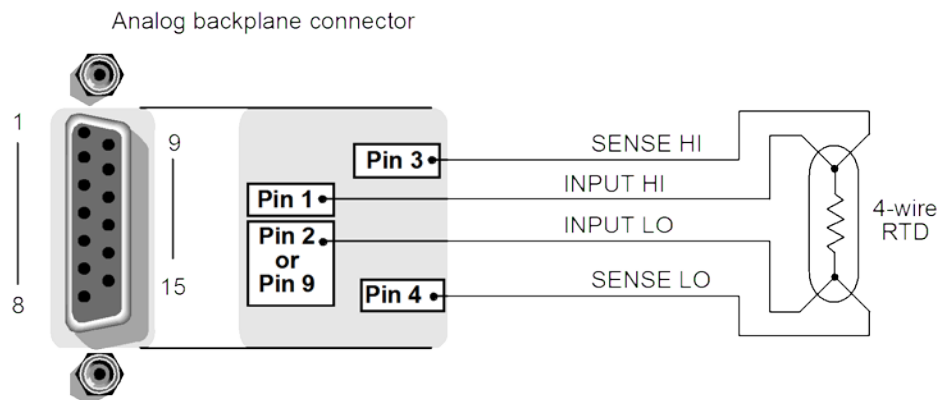 Analog backplane connector
1
9
8
15
Pin 3
Pin 1
Pin 2
or
Pin 9
Pin 4
SENSE HI
INPUT HI
INPUT LO
SENSE LO
4-wire
RTD